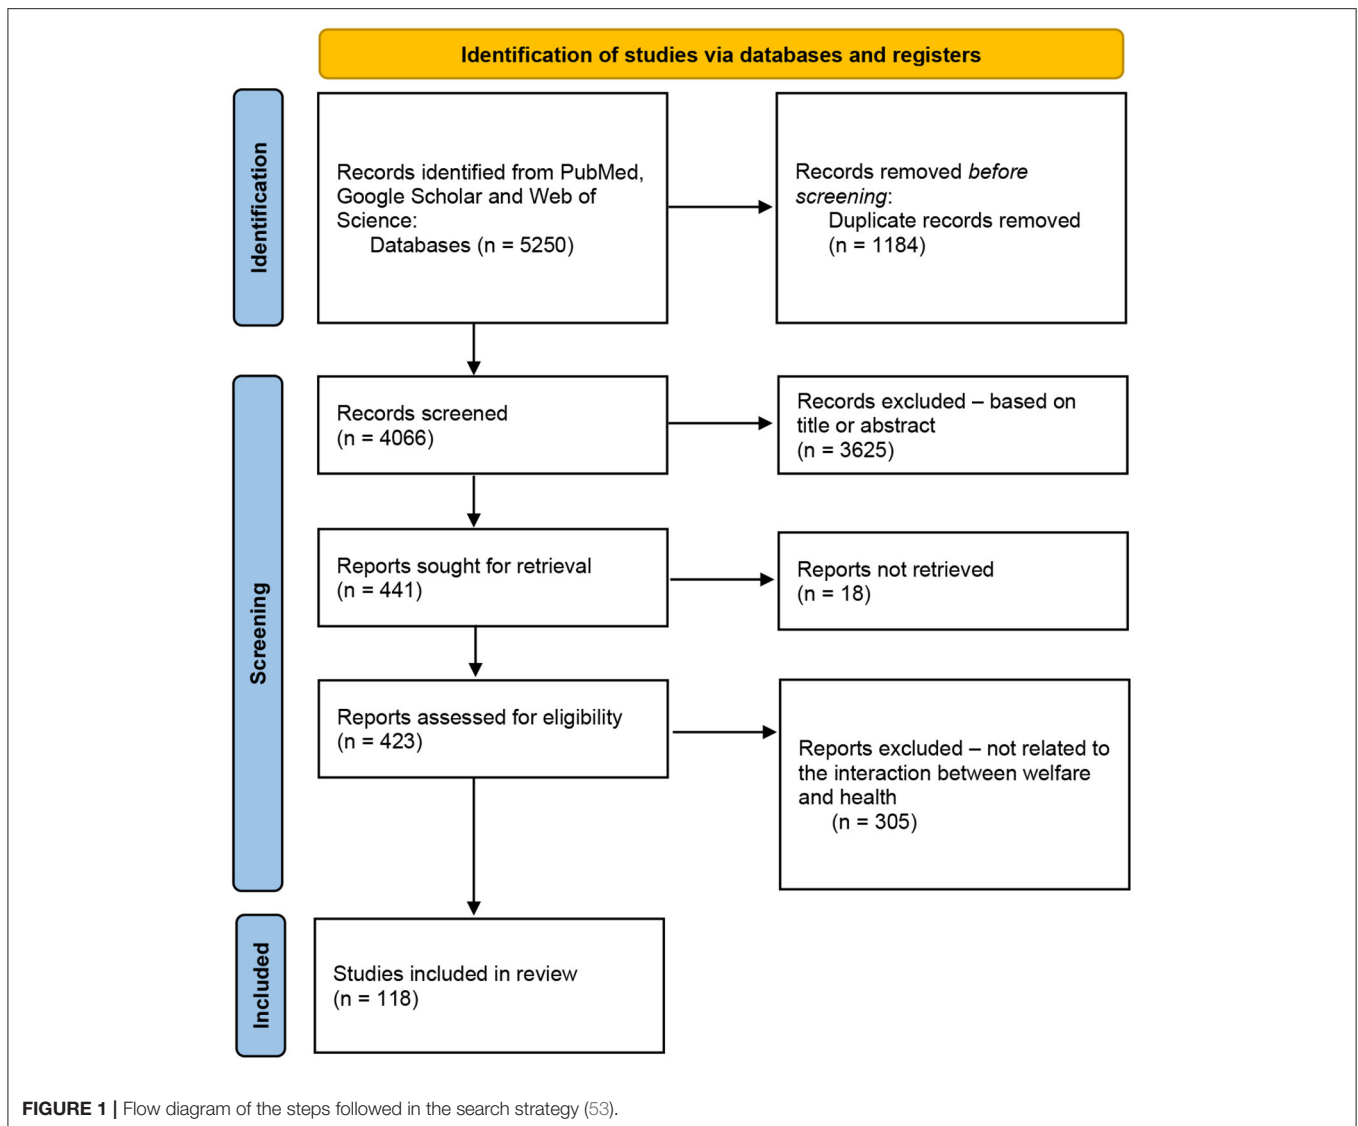 Identification of studies via databases and registers
Identification
Records identified from PubMed,
Google Scholar and Web of
Science:
Databases (n = 5250)
Records removed before
screening:
Duplicate records removed
(n = 1184)
Screening
Records screened
(n = 4066)
Records excluded – based on
title or abstract
(n = 3625)
Reports sought for retrieval
(n = 441)
Reports not retrieved
(n = 18)
Reports assessed for eligibility
(n = 423)
Reports excluded – not related to
the interaction between welfare
and health
(n = 305)
Included
Studies included in review
(n = 118)
FIGURE 1 | Flow diagram of the steps followed in the search strategy (53).